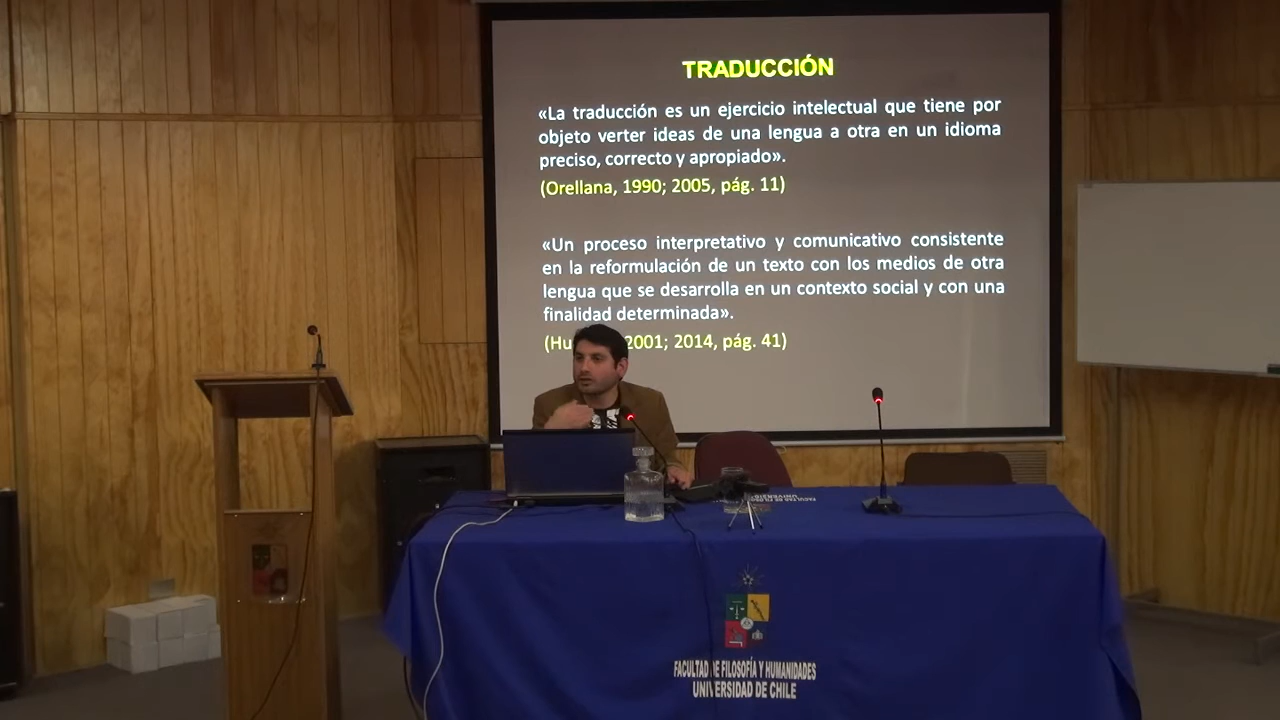 TRADUCCIÓN
«La traducción es un ejercicio intelectual que tiene por
objeto verter ideas de una lengua a otra en un idioma
preciso, correcto y apropiado».
(Orellana, 1990; 2005, pág. 11)
«Un proceso interpretativo y comunicativo consistente
en la reformulación de un texto con los medios de otra
lengua que se desarrolla en un contexto social y con una
finalidad determinada».
(Hu 2001; 2014, pág. 41)
FACULTAD DE FILOSOFÍA Y HUMANIDADES
UNIVERSIDAD DE CHILE